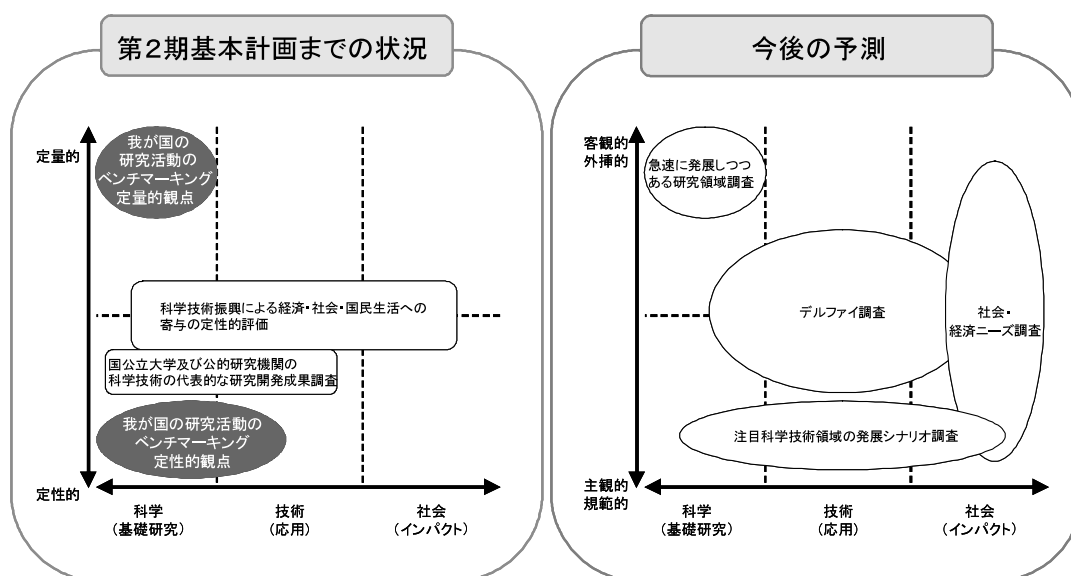 第2期基本計画までの状況
定量的
我が国の
研究活動の
ベンチマーキング
定量的観点
科学技術振興による経済・社会・国民生活への
寄与の定性的評価
国公立大学及び公的研究機関の
科学技術の代表的な研究開発成果調査
我が国の研究活動の
ベンチマーキング
定性的観点
定性的
科学
(基礎研究)
技術
(応用)
社会
(インパクト)
今後の予測
客観的
外挿的
急速に発展しつつ
ある研究領域調査
デルファイ調査
社会・
経済ニーズ調査
注目科学技術領域の発展シナリオ調査
主観的
規範的
科学
(基礎研究)
技術
(応用)
社会
(インパクト)